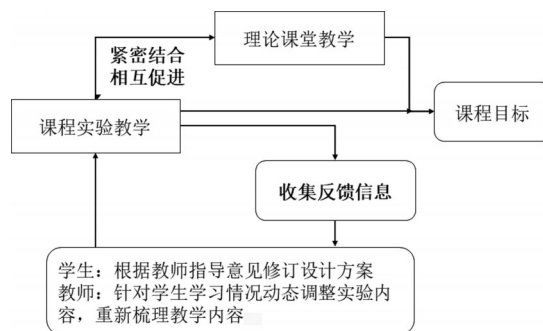 理论课堂教学
紧密结合
相互促进
课程实验教学
课程目标
收集反馈信息
学生：根据教师指导意见修订设计方案
教师：针对学生学习情况动态调整实验内
容，重新梳理教学内容